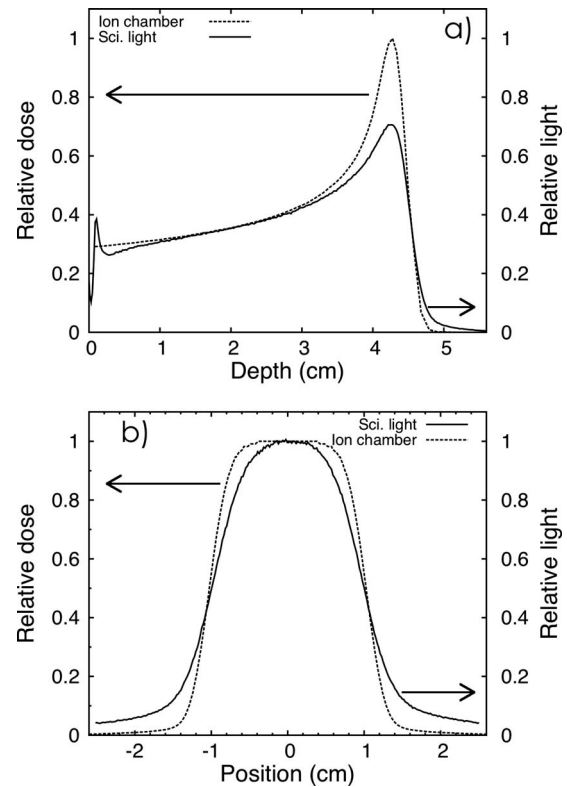 Ion chamber
Sci. light
a)
1
0.8
0.6
0.4
0.2
0
Relative dose
1
0.8
0.6
0.4
0.2
0
Relative light
0 1 2 3 4 5
Depth (cm)
b)
Sci. light
Ion chamber
1
0.8
0.6
0.4
0.2
0
Relative dose
1
0.8
0.6
0.4
0.2
0
Relative light
-2 -1 0 1 2
Position (cm)